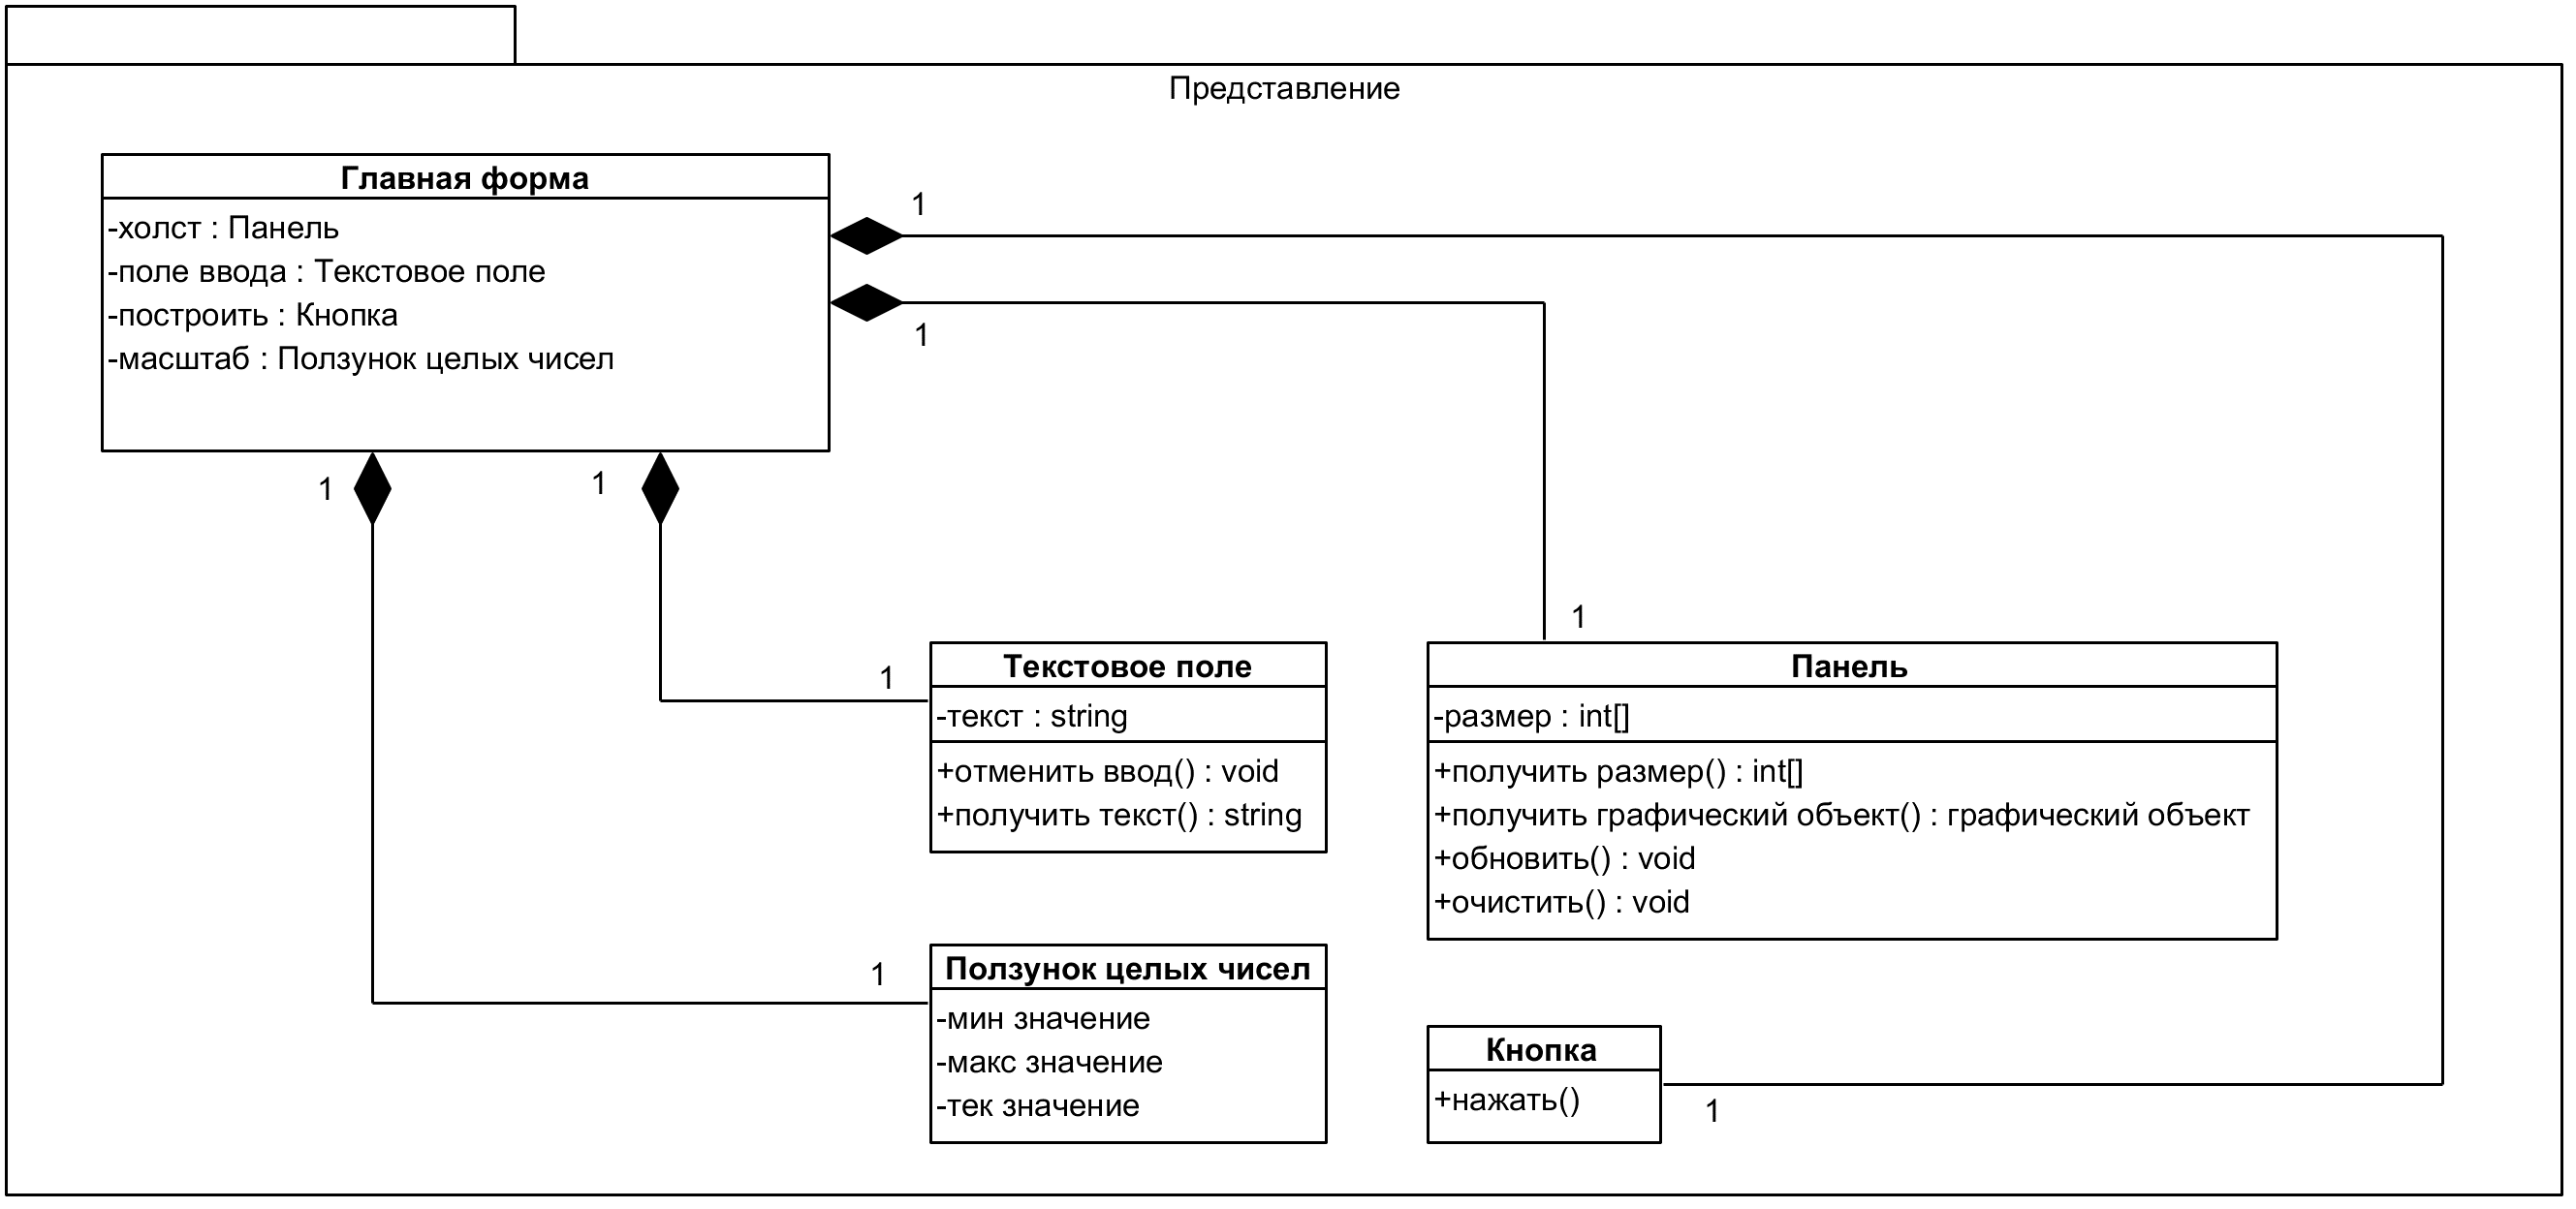 Представление
Главная форма
-холст : Панель
-поле ввода : Текстовое поле
-построить : Кнопка
-масштаб : Ползунок целых чисел
1
1
1
1
1
Текстовое поле
-текст : string
+отменить ввод() : void
+получить текст() : string
1
Панель
-размер : int[]
+получить размер() : int[]
+получить графический объект() : графический объект
+обновить() : void
+очистить() : void
1
Ползунок целых чисел
-мин значение
-макс значение
-тек значение
Кнопка
+нажать()
1